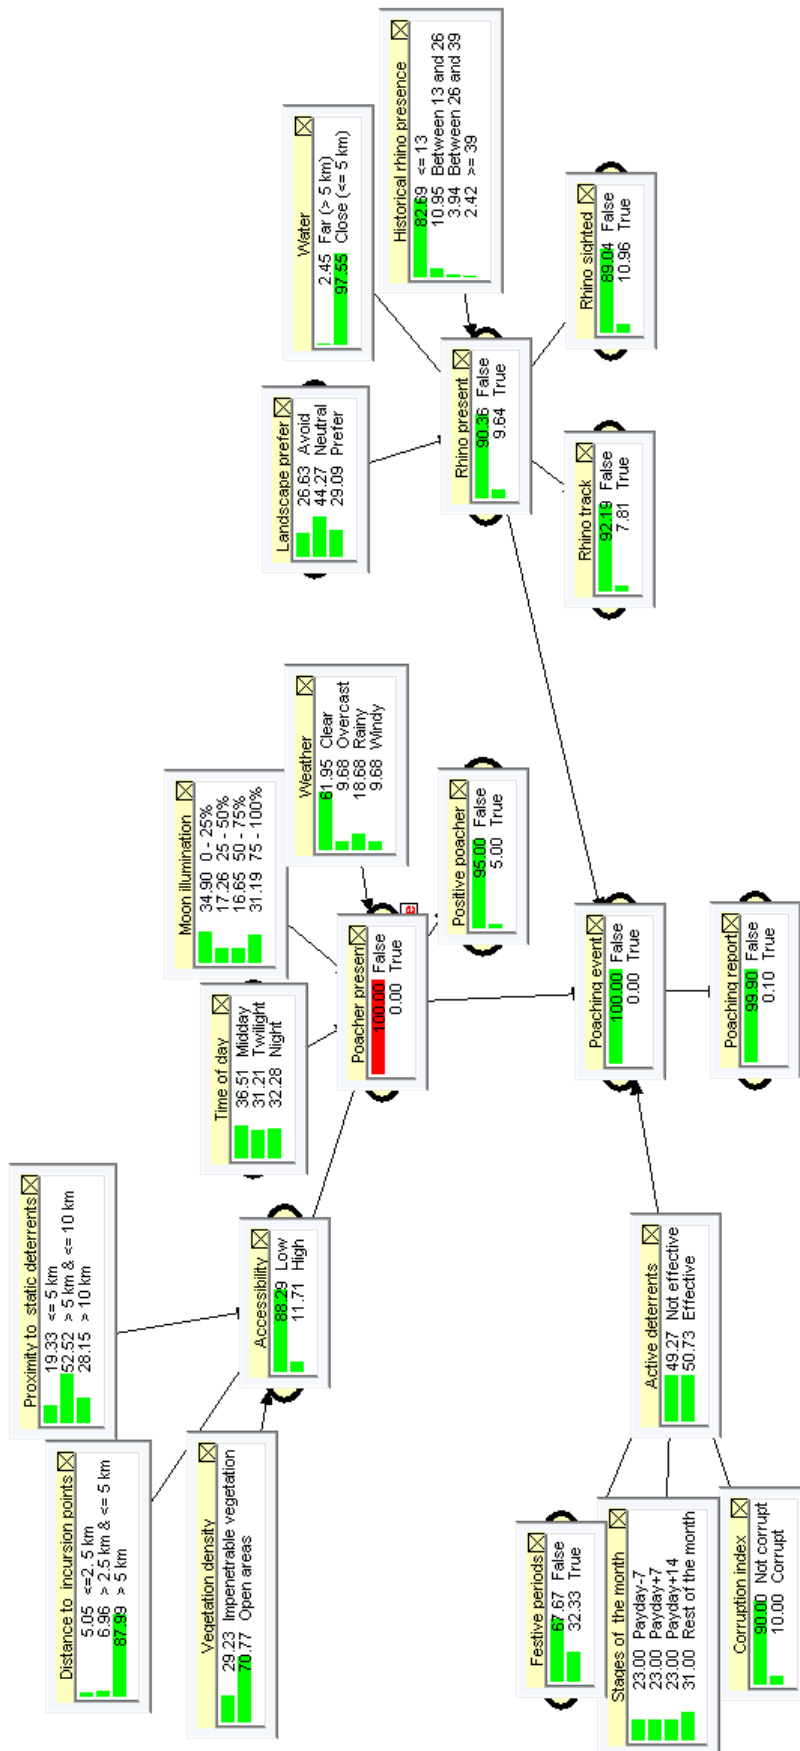 Proximity to static deterrents
19.33 <= 5 km
52.52 > 5 km & <= 10 km
28.15 > 10 km
Distance to incursion points
5.05 <=2. 5 km
6.96 > 2.5 km & <= 5 km
87.99 > 5 km
Vegetation density
29.23 Impenetrable vegetation
70.77 Open areas
Accessibility
88.29 Low
11.71 High
Time of day
36.51 Midday
31.21 Twilight
32.28 Night
Moon illumination
34.90 0 - 25%
17.26 25 - 50%
16.65 50 - 75%
31.19 75 - 100%
Weather
61.95 Clear
9.68 Overcast
18.68 Rainy
9.68 Windy
Poacher present
100.00 False
0.00 True
e
Positive poacher
95.00 False
5.00 True
Landscape prefer
26.63 Avoid
44.27 Neutral
29.09 Prefer
Water
2.45 Far (> 5 km)
97.55 Close (<= 5 km)
Historical rhino presence
82.69 <= 13
10.95 Between 13 and 26
3.94 Between 26 and 39
2.42 >= 39
Rhino present
90.36 False
9.64 True
Rhino track
92.19 False
7.81 True
Rhino sighted
89.04 False
10.96 True
Festive periods
67.67 False
32.33 True
Stages of the month
23.00 Payday-7
23.00 Payday+7
23.00 Payday+14
31.00 Rest of the month
Corruption index
90.00 Not corrupt
10.00 Corrupt
Active deterrents
49.27 Not effective
50.73 Effective
Poaching event
100.00 False
0.00 True
Poaching report
99.90 False
0.10 True